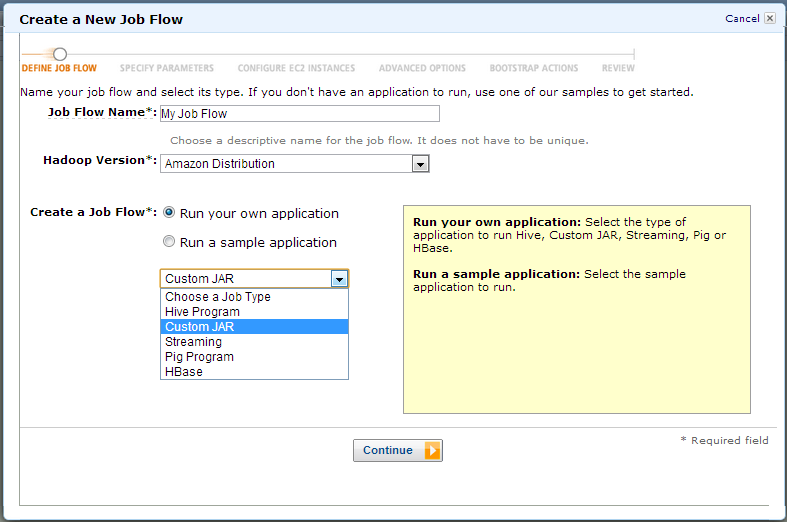 Create a New Job Flow
Cancel
DEFINE JOB FLOW SPECIFY PARAMETERS CONFIGURE EC2 INSTANCES ADVANCED OPTIONS BOOTSTRAP ACTIONS REVIEW
Name your job flow and select its type. If you don't have an application to run, use one of our samples to get started.
Job Flow Name*: My Job Flow
Choose a descriptive name for the job flow. It does not have to be unique.
Hadoop Version*: Amazon Distribution
Create a Job Flow*: Run your own application
Run a sample application
Custom JAR
Choose a Job Type
Hive Program
Custom JAR
Streaming
Pig Program
HBase
Run your own application: Select the type of
application to run Hive, Custom JAR, Streaming, Pig or
HBase.
Run a sample application: Select the sample
application to run.
* Required field
Continue